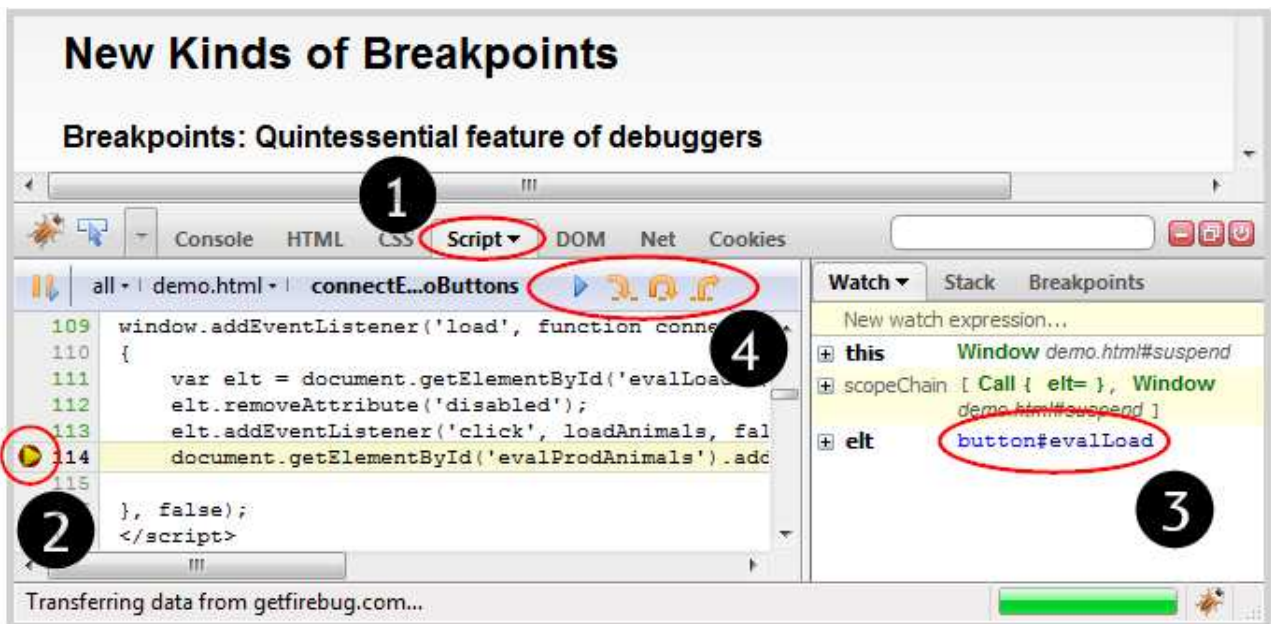 New Kinds of Breakpoints
Breakpoints: Quintessential feature of debuggers
1
Console HTML CSS Script DOM Net Cookies
all demo.html connectE...oButtons
4
109 window.addEventListener('load', function conne
110 {
111 var elt = document.getElementById('evalLoa
112 elt.removeAttribute('disabled');
113 elt.addEventListener('click', loadAnimals, fal
114 document.getElementById('evalProdAnimals').add
115
}, false);
</script>
2
Watch Stack Breakpoints
New watch expression...
this Window demo.html#suspend
scopeChain [ Call { elt= }, Window
demo.html#suspend ]
elt button#evalLoad
3
Transferring data from getfirebug.com...